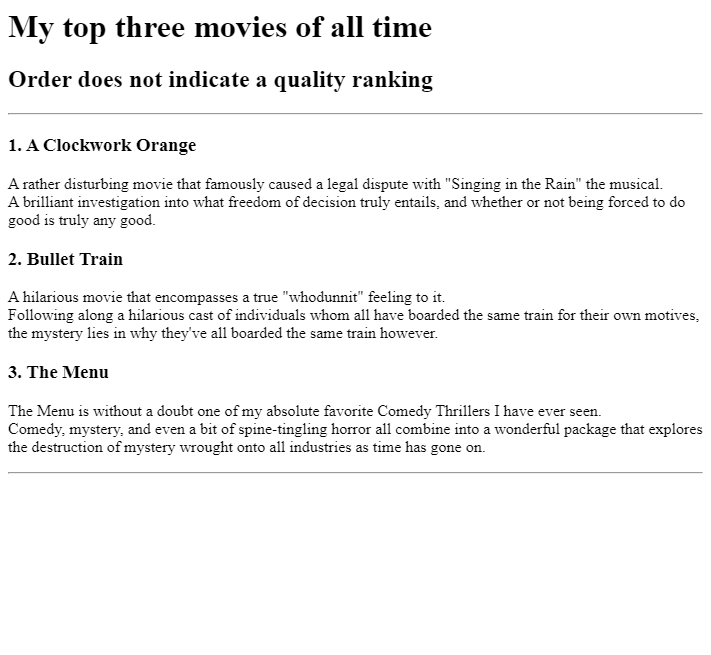 My top three movies of all time
Order does not indicate a quality ranking
1. A Clockwork Orange
A rather disturbing movie that famously caused a legal dispute with "Singing in the Rain" the musical.
A brilliant investigation into what freedom of decision truly entails, and whether or not being forced to do
good is truly any good.
2. Bullet Train
A hilarious movie that encompasses a true "whodunnit" feeling to it.
Following along a hilarious cast of individuals whom all have boarded the same train for their own motives,
the mystery lies in why they've all boarded the same train however.
3. The Menu
The Menu is without a doubt one of my absolute favorite Comedy Thrillers I have ever seen.
Comedy, mystery, and even a bit of spine-tingling horror all combine into a wonderful package that explores
the destruction of mystery wrought onto all industries as time has gone on.